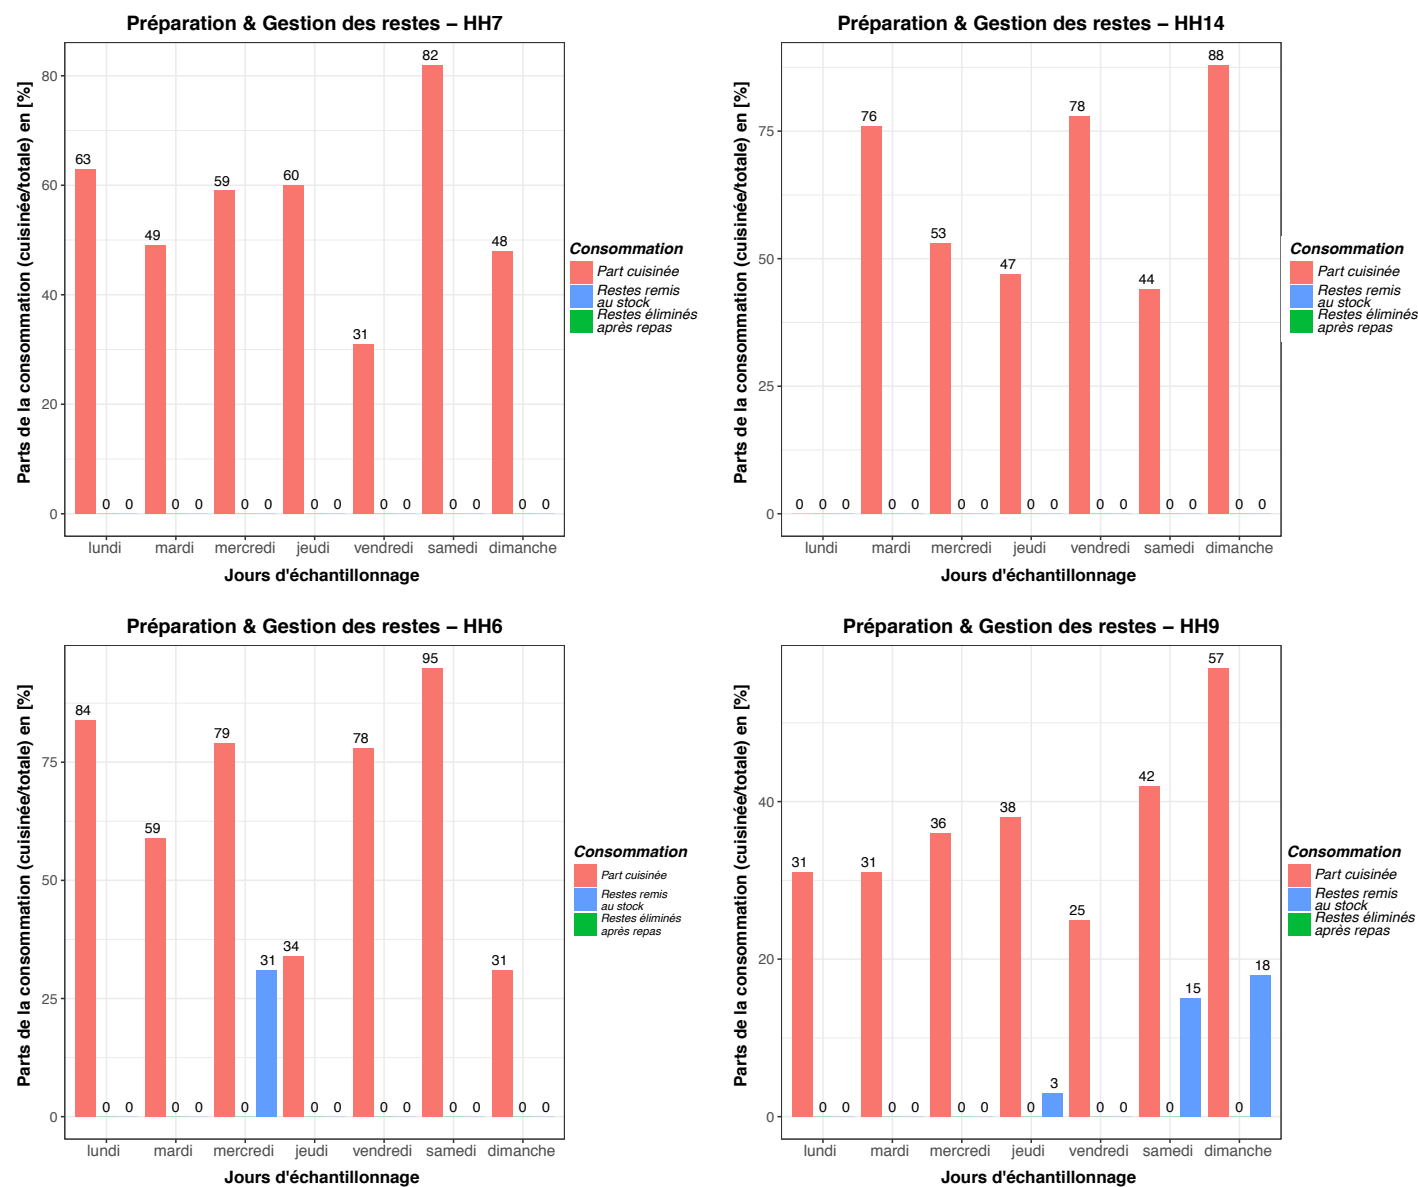 Préparation & Gestion des restes – HH7
Parts de la consommation (cuisinée/totale) en [%]
80
60
40
20
0
63
49
59
60
31
82
48
0 0 0 0 0 0 0 0 0 0 0 0 0 0
lundi mardi mercredi jeudi vendredi samedi dimanche
Jours d'échantillonnage
Consommation
Part cuisinée
Restes remis
au stock
Restes éliminés
après repas
Préparation & Gestion des restes – HH14
Parts de la consommation (cuisinée/totale) en [%]
75
50
25
0
76
53
47
78
44
88
0 0 0 0 0 0 0 0 0 0 0 0 0 0 0
lundi mardi mercredi jeudi vendredi samedi dimanche
Jours d'échantillonnage
Consommation
Part cuisinée
Restes remis
au stock
Restes éliminés
après repas
Préparation & Gestion des restes – HH6
Parts de la consommation (cuisinée/totale) en [%]
75
50
25
0
84
59
79
31
34
78
95
31
0 0 0 0 0 0 0 0 0 0 0 0 0
lundi mardi mercredi jeudi vendredi samedi dimanche
Jours d'échantillonnage
Consommation
Part cuisinée
Restes remis
au stock
Restes éliminés
après repas
Préparation & Gestion des restes – HH9
Parts de la consommation (cuisinée/totale) en [%]
40
20
0
31
31
36
38
3
25
42
15
57
18
0 0 0 0 0 0 0 0 0 0 0
lundi mardi mercredi jeudi vendredi samedi dimanche
Jours d'échantillonnage
Consommation
Part cuisinée
Restes remis
au stock
Restes éliminés
après repas